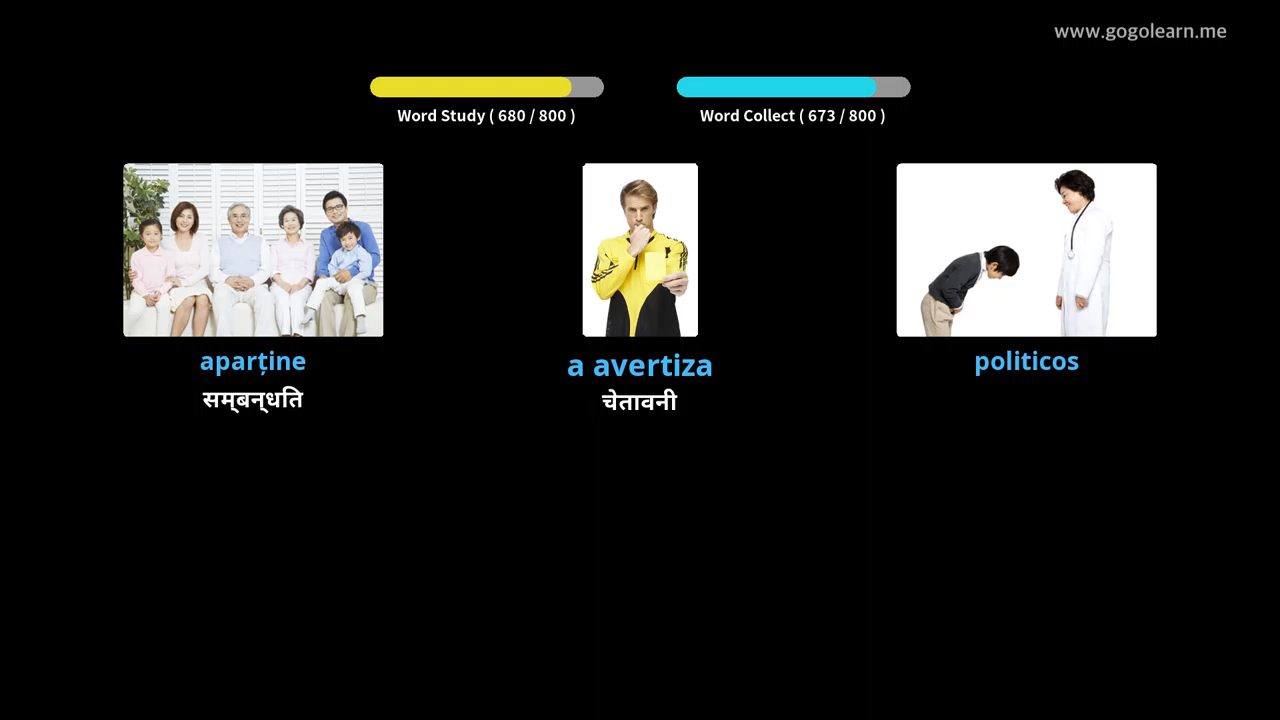 www.gogolearn.me
Word Study ( 680 / 800 )
Word Collect ( 673 / 800 )
aparține
a avertiza
politicos
सम्‌बन्‌धति
चेतावनी